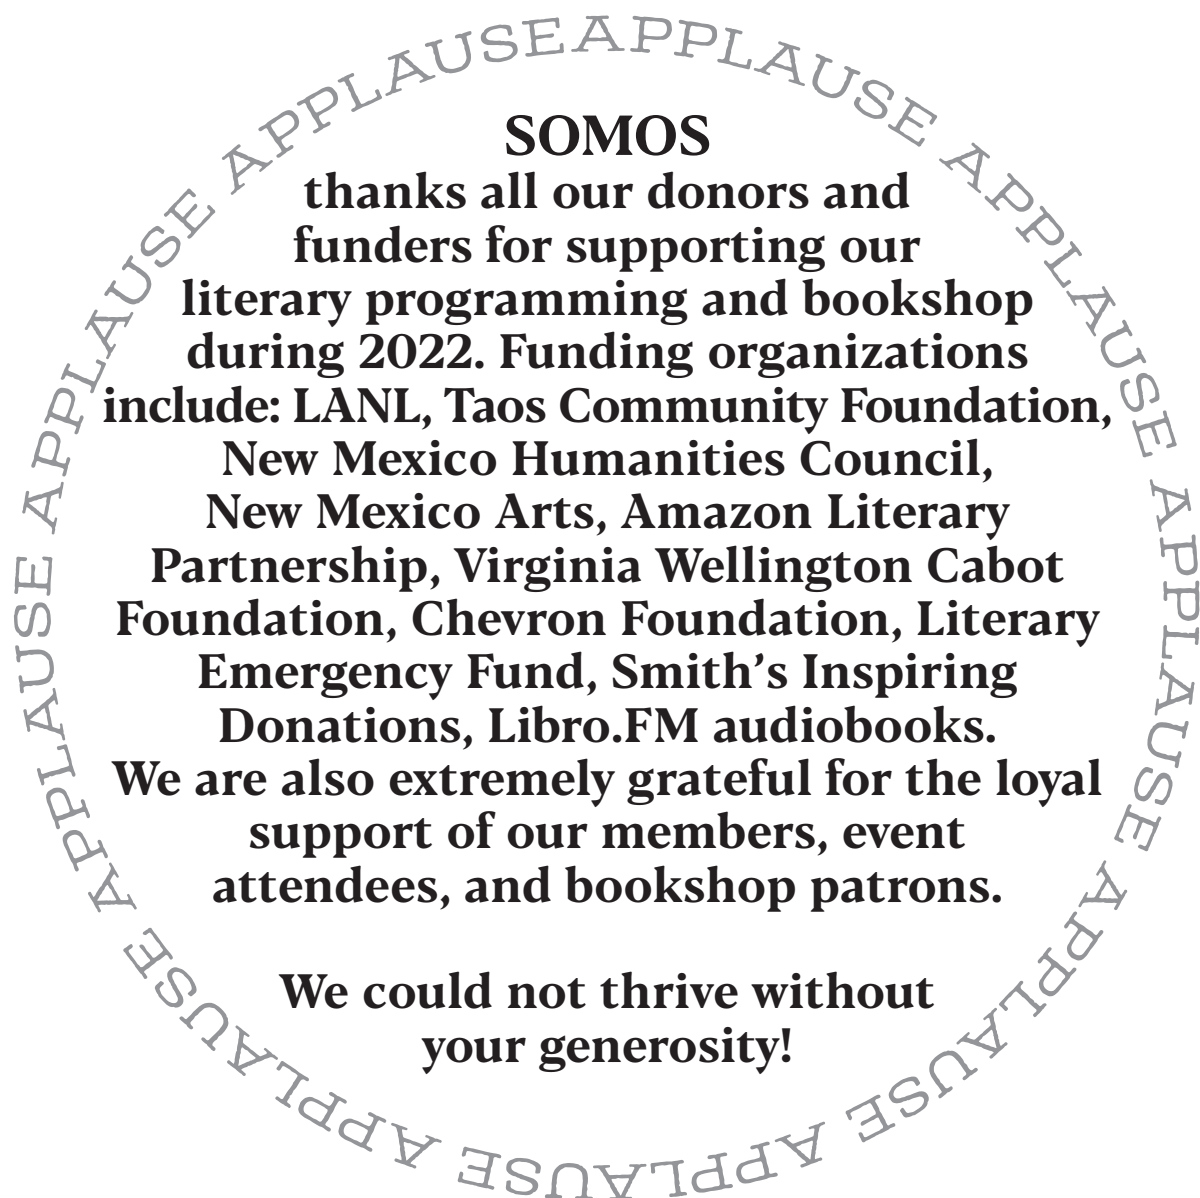 APPLAUSE APPLAUSE APPLAUSE APPLAUSE APPLAUSE APPLAUSE APPLAUSE APPLAUSE APPLAUSE
SOMOS
thanks all our donors and
funders for supporting our
literary programming and bookshop
during 2022. Funding organizations
include: LANL, Taos Community Foundation,
New Mexico Humanities Council,
New Mexico Arts, Amazon Literary
Partnership, Virginia Wellington Cabot
Foundation, Chevron Foundation, Literary
Emergency Fund, Smith’s Inspiring
Donations, Libro.FM audiobooks.
We are also extremely grateful for the loyal
support of our members, event
attendees, and bookshop patrons.
We could not thrive without
your generosity!